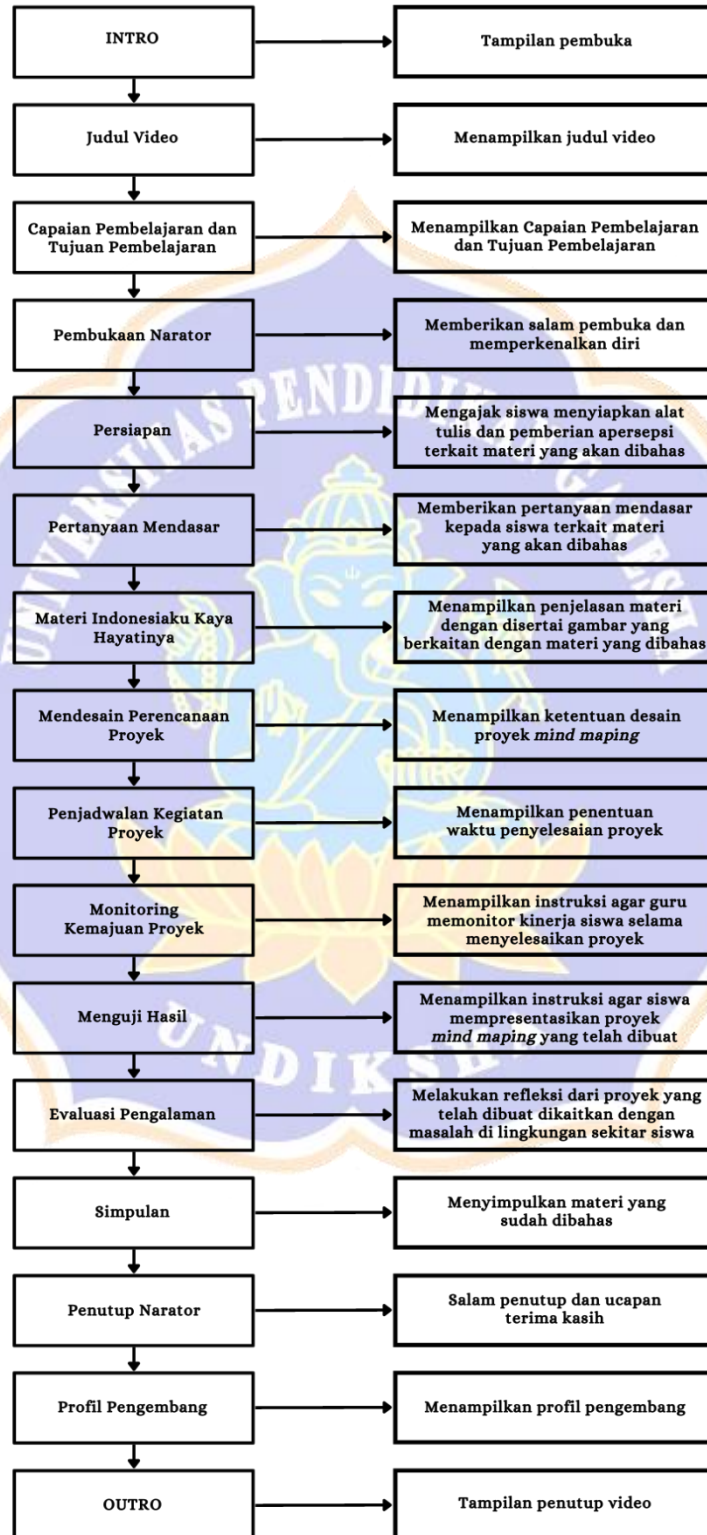 INTRO
Tampilan pembuka
Judul Video
Menampilkan judul video
Capaian Pembelajaran dan
Tujuan Pembelajaran
Menampilkan Capaian Pembelajaran
dan Tujuan Pembelajaran
Pembukaan Narator
Memberikan salam pembuka dan
memperkenalkan diri
Persiapan
Mengajak siswa menyiapkan alat
tulis dan pemberian apersepsi
terkait materi yang akan dibahas
Pertanyaan Mendasar
Memberikan pertanyaan mendasar
kepada siswa terkait materi
yang akan dibahas
Materi Indonesiaku Kaya
Hayatinya
Menampilkan penjelasan materi
dengan disertai gambar yang
berkaitan dengan materi yang dibahas
Mendesain Perencanaan
Proyek
Menampilkan ketentuan desain
proyek mind maping
Penjadwalan Kegiatan
Proyek
Menampilkan penentuan
waktu penyelesaian proyek
Monitoring
Kemajuan Proyek
Menampilkan instruksi agar guru
memonitor kinerja siswa selama
menyelesaikan proyek
Menguji Hasil
Menampilkan instruksi agar siswa
mempresentasikan proyek
mind maping yang telah dibuat
Evaluasi Pengalaman
Melakukan refleksi dari proyek yang
telah dibuat dikaitkan dengan
masalah di lingkungan sekitar siswa
Simpulan
Menyimpulkan materi yang
sudah dibahas
Penutup Narator
Salam penutup dan ucapan
terima kasih
Profil Pengembang
Menampilkan profil pengembang
OUTRO
Tampilan penutup video
UNIVERSITAS PENDIDIKAN GANESHA
UNDIKSHA